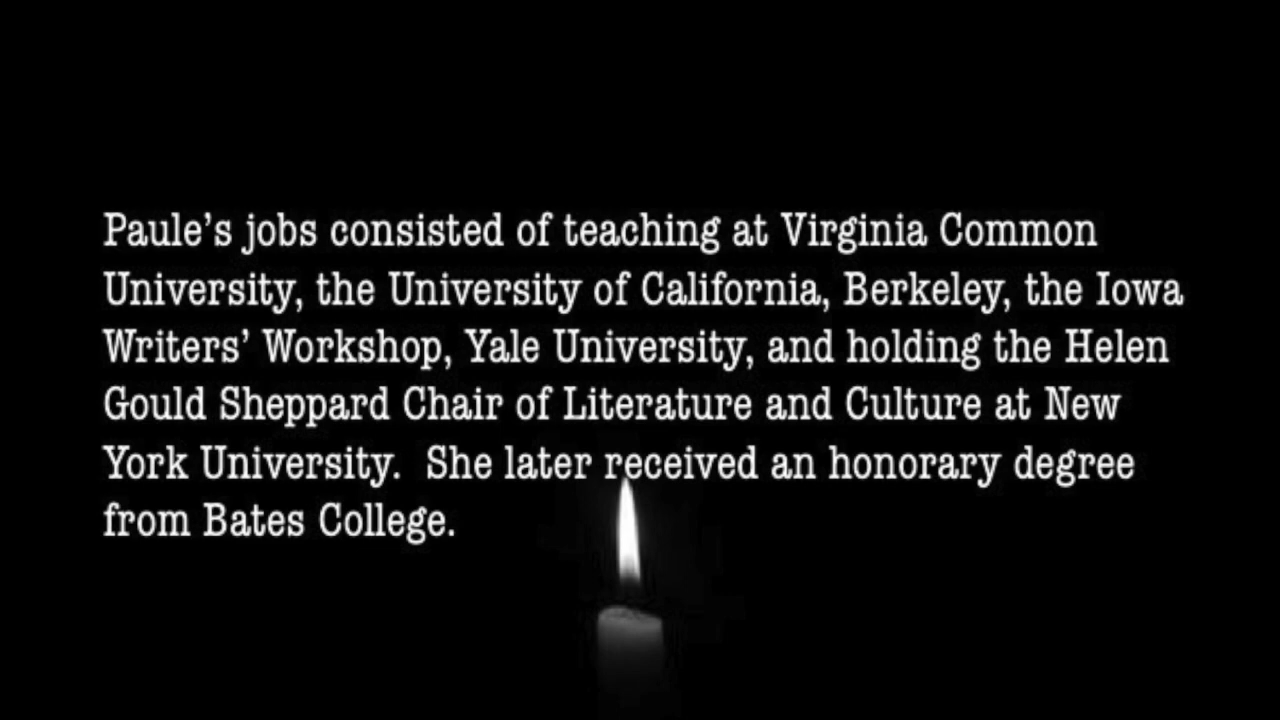 Paule’s jobs consisted of teaching at Virginia Common
University, the University of California, Berkeley, the Iowa
Writers’ Workshop, Yale University, and holding the Helen
Gould Sheppard Chair of Literature and Culture at New
York University.  She later received an honorary degree
from Bates College.